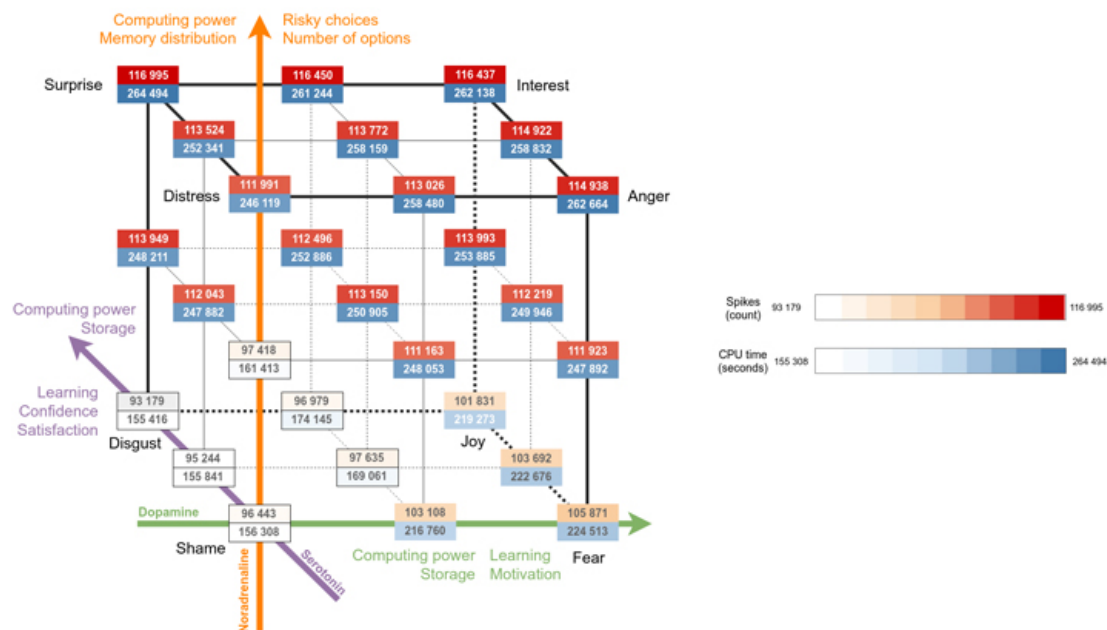 Computing power
Memory distribution
Risky choices
Number of options
Surprise
116 995
264 494
116 450
261 244
116 437
262 138
Interest
113 524
252 341
113 772
258 159
114 922
258 832
Distress
111 991
246 119
113 026
258 480
114 938
262 664
Anger
113 949
248 211
112 496
252 886
113 993
253 885
112 043
247 882
113 150
250 905
112 219
249 946
Computing power
Storage
97 418
161 413
111 163
248 053
111 923
247 892
Learning
Confidence
Satisfaction
93 179
155 416
96 979
174 145
101 831
219 273
Disgust
Joy
95 244
155 841
97 635
169 061
103 692
222 676
Dopamine
96 443
156 308
103 108
216 760
105 871
224 513
Shame
Fear
Computing power
Storage
Learning
Motivation
Serotonin
Noradrenaline
Spikes
(count)
93 179
116 995
CPU time
(seconds)
155 308
264 494